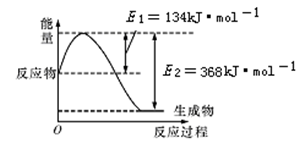 能量
E₁ = 134kJ·mol⁻¹
反应物
E₂ = 368kJ·mol⁻¹
生成物
O
反应过程